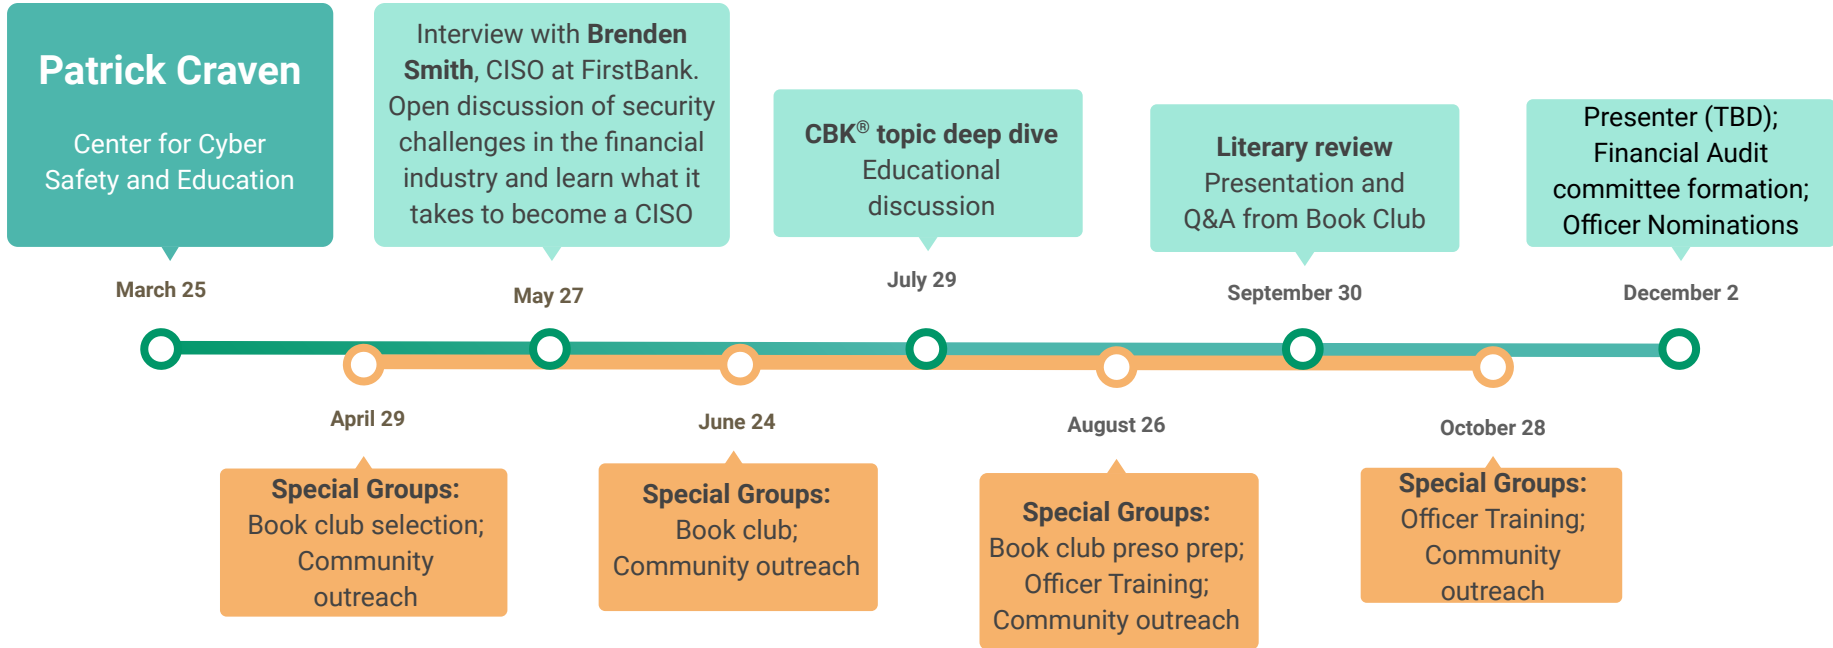 Patrick Craven
Center for Cyber
Safety and Education
Interview with Brenden
Smith, CISO at FirstBank.
Open discussion of security
challenges in the financial
industry and learn what it
takes to become a CISO
CBK® topic deep dive
Educational
discussion
Literary review
Presentation and
Q&A from Book Club
Presenter (TBD);
Financial Audit
committee formation;
Officer Nominations
March 25
May 27
July 29
September 30
December 2
April 29
June 24
August 26
October 28
Special Groups:
Book club selection;
Community
outreach
Special Groups:
Book club;
Community outreach
Special Groups:
Book club preso prep;
Officer Training;
Community outreach
Special Groups:
Officer Training;
Community
outreach